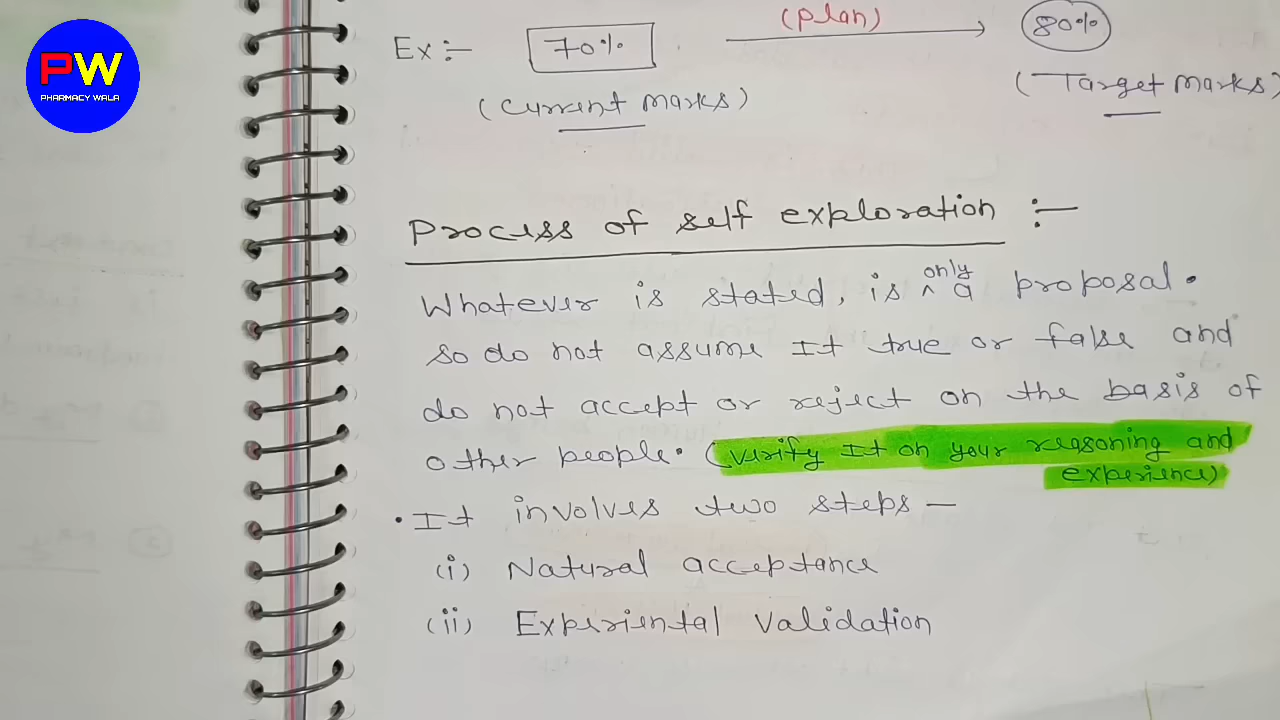 PW
PHARMACY WALA
(Plan)
Ex :- 70% → 80%
(Current Marks) (Target Marks)
Process of self exploration :-
Whatever is stated, is ^ only a proposal.
so do not assume It true or false and
do not accept or reject on the basis of
other people. (verify It on your reasoning and
experience)
• It involves two steps -
(i) Natural acceptance
(ii) Experiental Validation